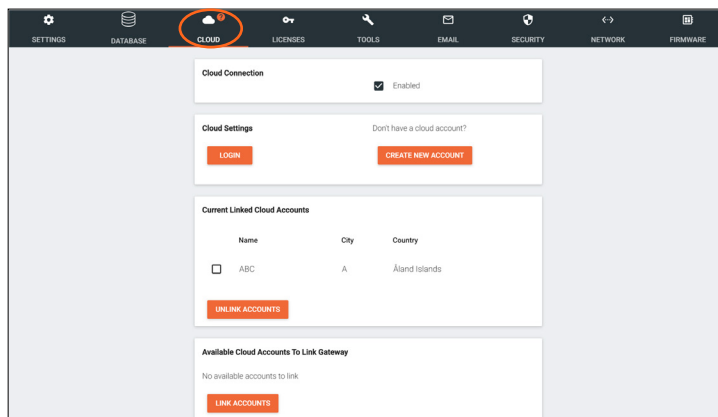 SETTINGS DATABASE CLOUD ? LICENSES TOOLS EMAIL SECURITY NETWORK FIRMWARE
Cloud Connection
Enabled
Cloud Settings Don't have a cloud account?
LOGIN CREATE NEW ACCOUNT
Current Linked Cloud Accounts
Name City Country
ABC A Åland Islands
UNLINK ACCOUNTS
Available Cloud Accounts To Link Gateway
No available accounts to link
LINK ACCOUNTS